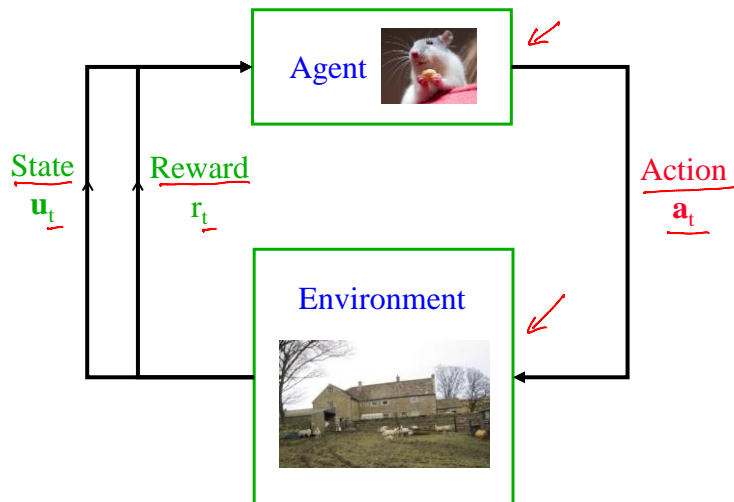 Agent
State
u_t
Reward
r_t
Action
a_t
Environment